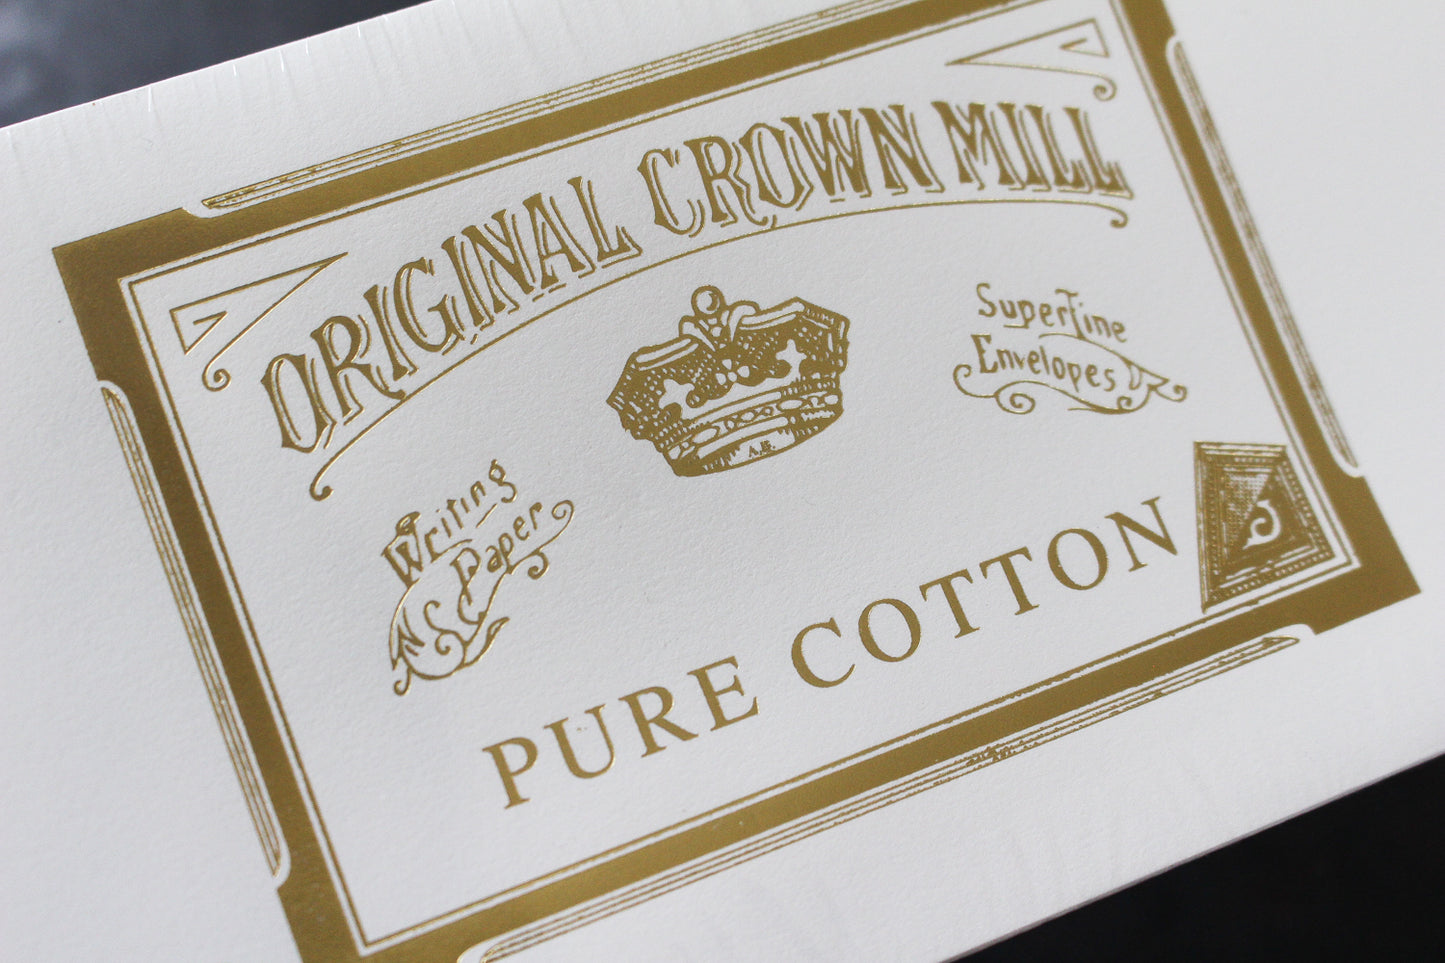 ORIGINAL CROWN MILL
SuperFine
Envelopes
Writing
Paper
PURE COTTON